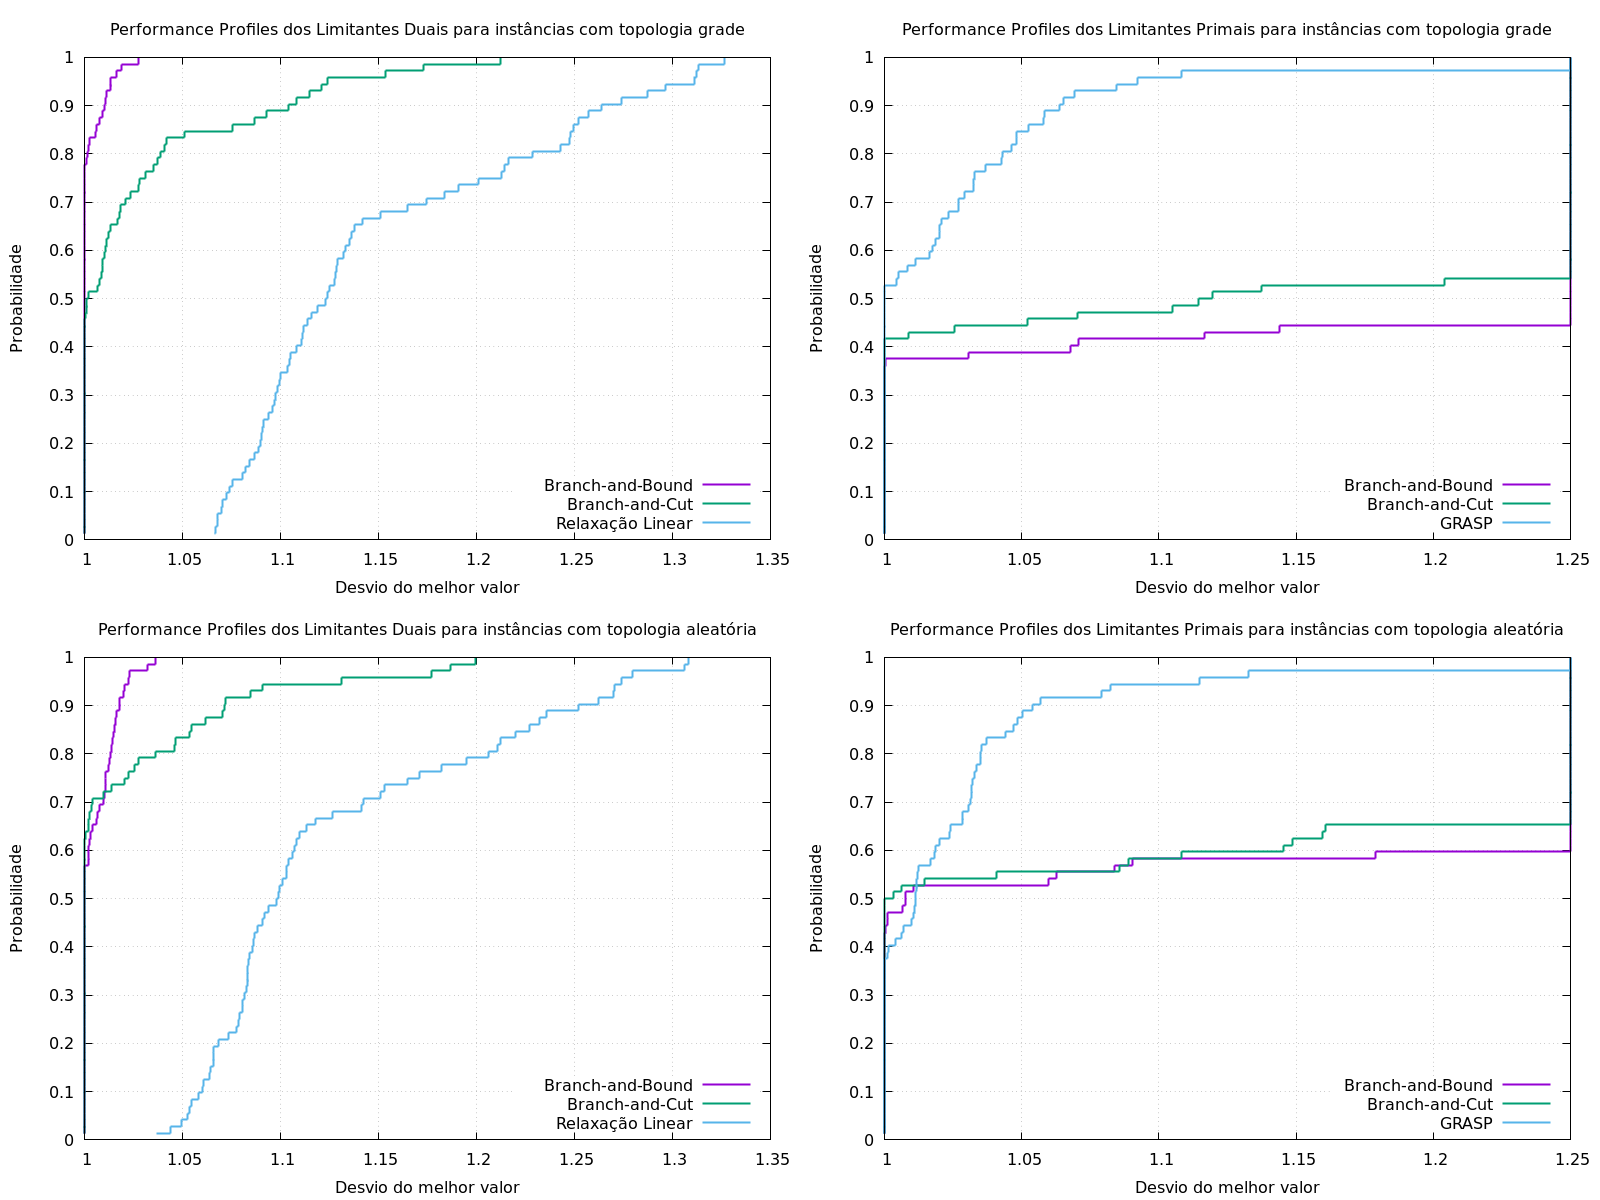 Performance Profiles dos Limitantes Duais para instâncias com topologia grade
1
0.9
0.8
0.7
0.6
0.5
0.4
0.3
0.2
0.1
0
Probabilidade
Branch-and-Bound
Branch-and-Cut
Relaxação Linear
1 1.05 1.1 1.15 1.2 1.25 1.3 1.35
Desvio do melhor valor
Performance Profiles dos Limitantes Primais para instâncias com topologia grade
1
0.9
0.8
0.7
0.6
0.5
0.4
0.3
0.2
0.1
0
Probabilidade
Branch-and-Bound
Branch-and-Cut
GRASP
1 1.05 1.1 1.15 1.2 1.25
Desvio do melhor valor
Performance Profiles dos Limitantes Duais para instâncias com topologia aleatória
1
0.9
0.8
0.7
0.6
0.5
0.4
0.3
0.2
0.1
0
Probabilidade
Branch-and-Bound
Branch-and-Cut
Relaxação Linear
1 1.05 1.1 1.15 1.2 1.25 1.3 1.35
Desvio do melhor valor
Performance Profiles dos Limitantes Primais para instâncias com topologia aleatória
1
0.9
0.8
0.7
0.6
0.5
0.4
0.3
0.2
0.1
0
Probabilidade
Branch-and-Bound
Branch-and-Cut
GRASP
1 1.05 1.1 1.15 1.2 1.25
Desvio do melhor valor